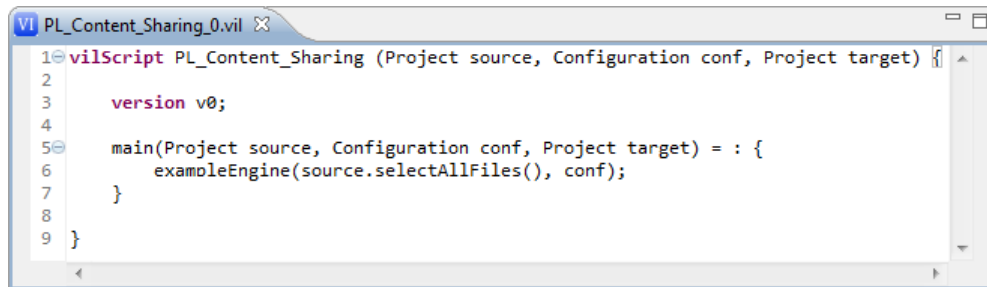 VI PL_Content_Sharing_0.vil
1 vilScript PL_Content_Sharing (Project source, Configuration conf, Project target) {
2
3 version v0;
4
5 main(Project source, Configuration conf, Project target) = : {
6 exampleEngine(source.selectAllFiles(), conf);
7 }
8
9 }